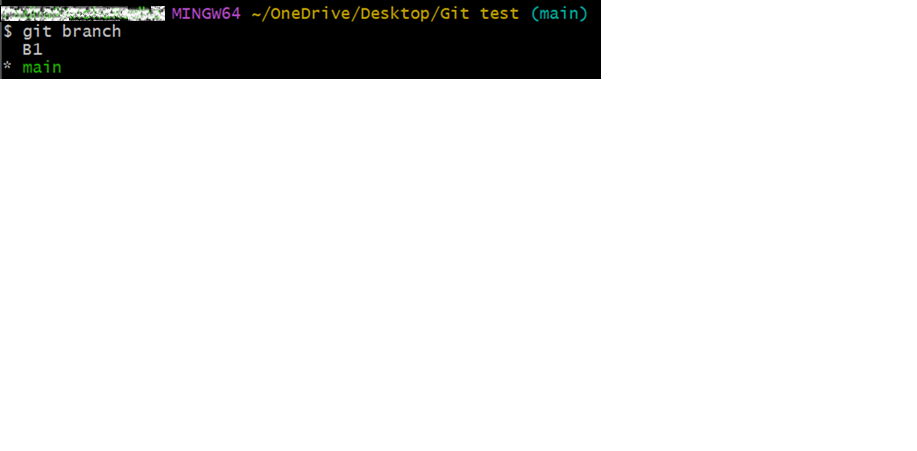 MINGW64 ~/OneDrive/Desktop/Git test (main)
$ git branch
B1
* main